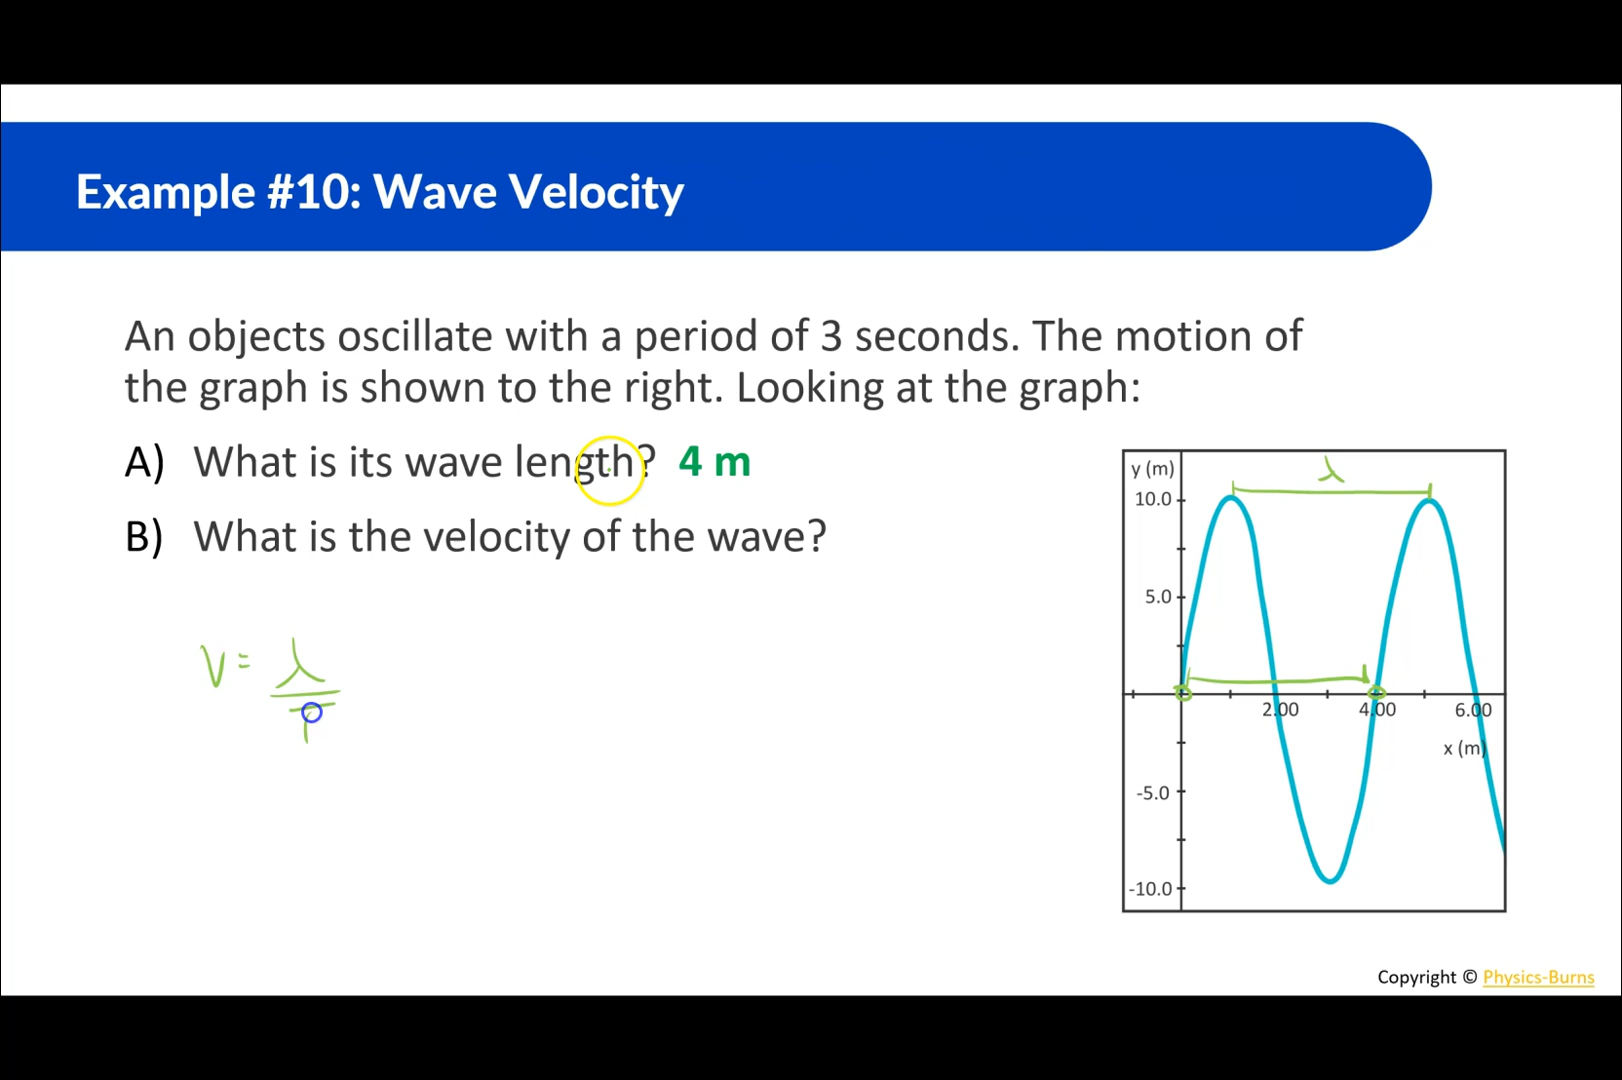 Example #10: Wave Velocity
An objects oscillate with a period of 3 seconds. The motion of
the graph is shown to the right. Looking at the graph:
A) What is its wave length? 4 m
B) What is the velocity of the wave?
V = λ
T
y (m)
λ
10.0
5.0
2.00 4.00 6.00
x (m)
-5.0
-10.0
Copyright © Physics-Burns